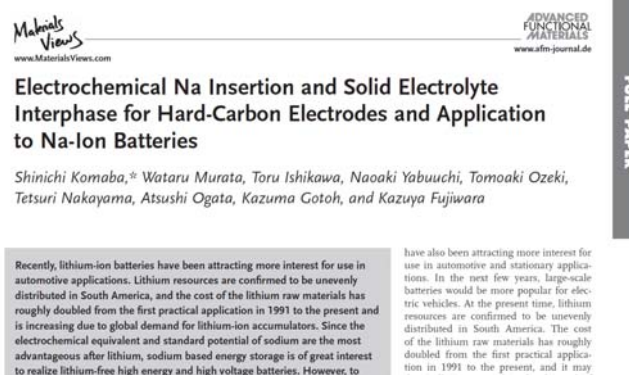 Materials Views
www.MaterialsViews.com
ADVANCED
FUNCTIONAL
MATERIALS
www.afm-journal.de
FULL PAPER
Electrochemical Na Insertion and Solid Electrolyte
Interphase for Hard-Carbon Electrodes and Application
to Na-Ion Batteries
Shinichi Komaba,* Wataru Murata, Toru Ishikawa, Naoaki Yabuuchi, Tomoaki Ozeki,
Tetsuri Nakayama, Atsushi Ogata, Kazuma Gotoh, and Kazuya Fujiwara
Recently, lithium-ion batteries have been attracting more interest for use in
automotive applications. Lithium resources are confirmed to be unevenly
distributed in South America, and the cost of the lithium raw materials has
roughly doubled from the first practical application in 1991 to the present and
is increasing due to global demand for lithium-ion accumulators. Since the
electrochemical equivalent and standard potential of sodium are the most
advantageous after lithium, sodium based energy storage is of great interest
to realize lithium-free high energy and high voltage batteries. However, to
have also been attracting more interest for
use in automotive and stationary applica-
tions. In the next few years, large-scale
batteries would be more popular for elec-
tric vehicles. At the present time, lithium
resources are confirmed to be unevenly
distributed in South America. The cost
of the lithium raw materials has roughly
doubled from the first practical applica-
tion in 1991 to the present, and it may